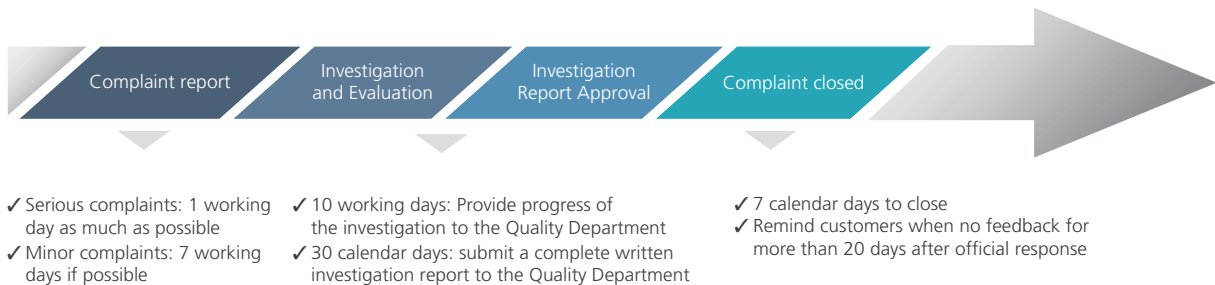 Complaint report
Investigation
and Evaluation
Investigation
Report Approval
Complaint closed
✓ Serious complaints: 1 working
day as much as possible
✓ Minor complaints: 7 working
days if possible
✓ 10 working days: Provide progress of
the investigation to the Quality Department
✓ 30 calendar days: submit a complete written
investigation report to the Quality Department
✓ 7 calendar days to close
✓ Remind customers when no feedback for
more than 20 days after official response